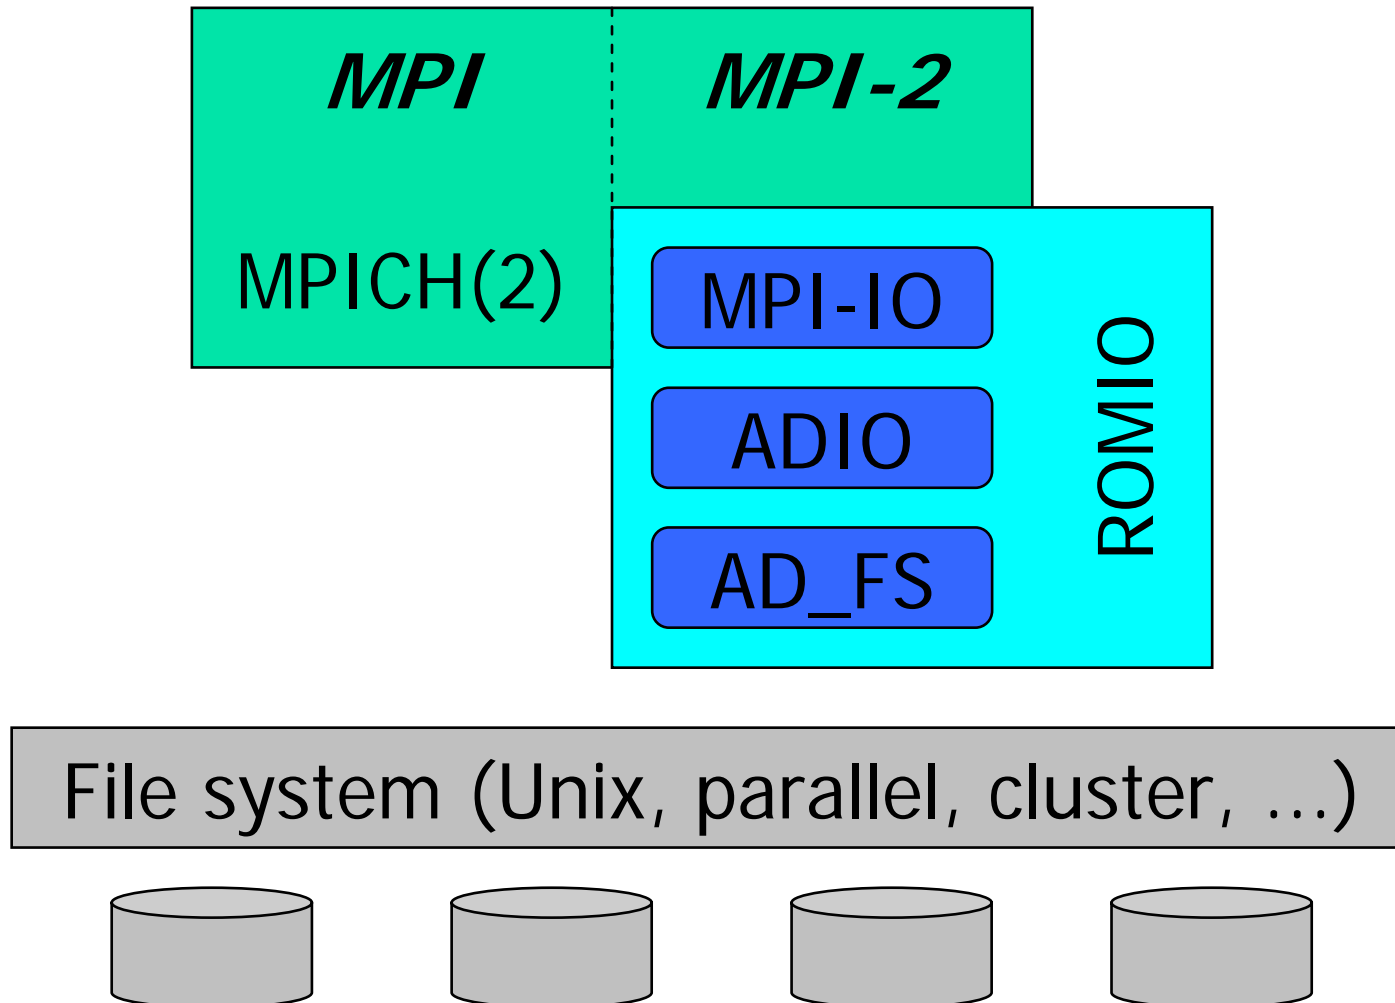 MPI
MPI-2
MPICH(2)
MPI-IO
ADIO
AD_FS
ROMIO
File system (Unix, parallel, cluster, …)